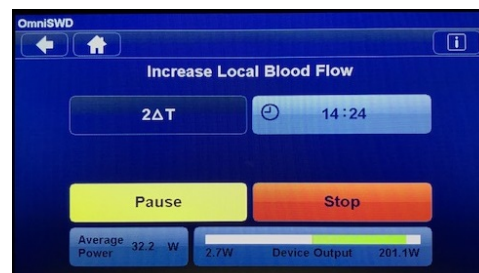 OmniSWD
i
Increase Local Blood Flow
2ΔT
14:24
Pause
Stop
Average
Power
32.2 W
2.7W
Device Output
201.1W